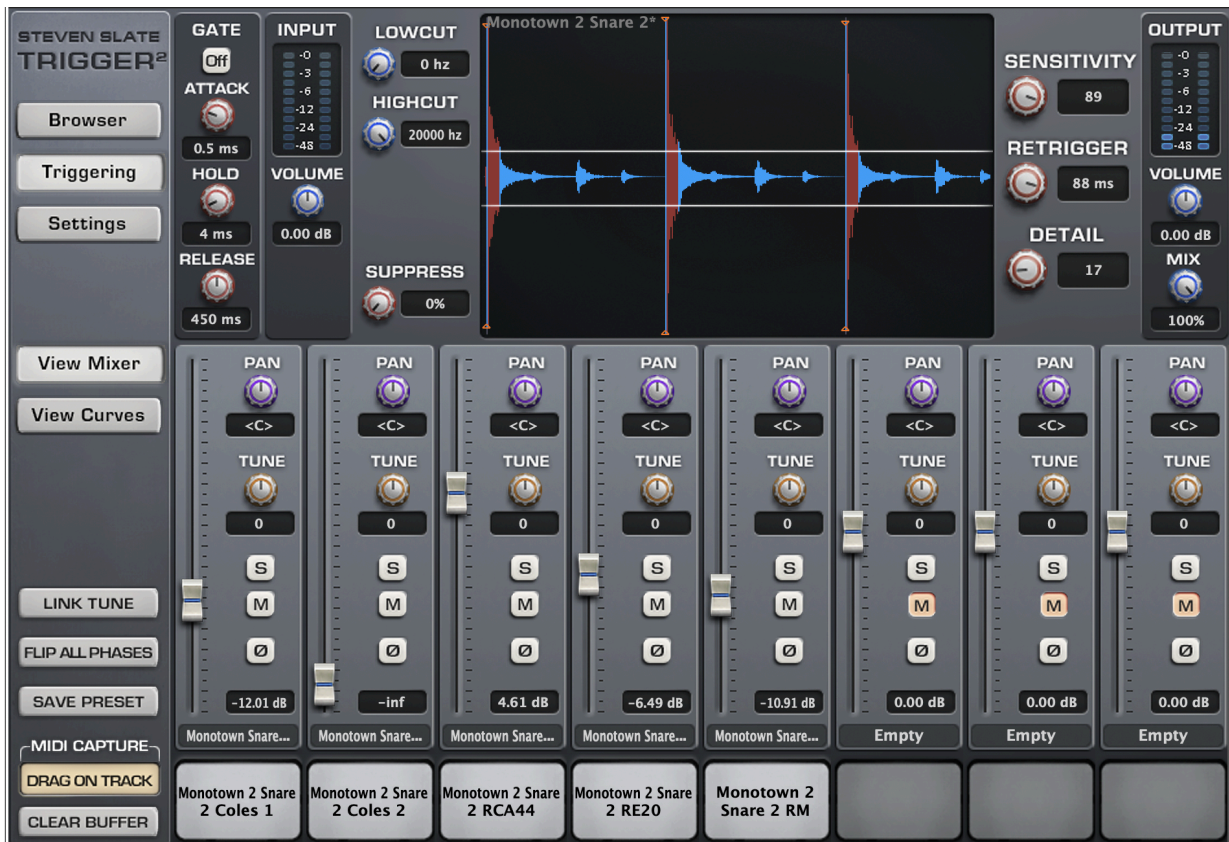 STEVEN SLATE
TRIGGER²
Browser
Triggering
Settings
View Mixer
View Curves
LINK TUNE
FLIP ALL PHASES
SAVE PRESET
MIDI CAPTURE
DRAG ON TRACK
CLEAR BUFFER
GATE
Off
ATTACK
0.5 ms
HOLD
4 ms
RELEASE
450 ms
INPUT
-0
-3
-6
-12
-24
-48
VOLUME
0.00 dB
LOWCUT
0 hz
HIGHCUT
20000 hz
SUPPRESS
0%
Monotown 2 Snare 2*
SENSITIVITY
89
RETRIGGER
88 ms
DETAIL
17
OUTPUT
-0
-3
-6
-12
-24
-48
VOLUME
0.00 dB
MIX
100%
PAN
<C>
TUNE
0
S
M
Ø
-12.01 dB
Monotown Snare...
Monotown 2 Snare
2 Coles 1
PAN
<C>
TUNE
0
S
M
Ø
-inf
Monotown Snare...
Monotown 2 Snare
2 Coles 2
PAN
<C>
TUNE
0
S
M
Ø
4.61 dB
Monotown Snare...
Monotown 2 Snare
2 RCA44
PAN
<C>
TUNE
0
S
M
Ø
-6.49 dB
Monotown Snare...
Monotown 2 Snare
2 RE20
PAN
<C>
TUNE
0
S
M
Ø
-10.91 dB
Monotown Snare...
Monotown 2
Snare 2 RM
PAN
<C>
TUNE
0
S
M
Ø
0.00 dB
Empty
PAN
<C>
TUNE
0
S
M
Ø
0.00 dB
Empty
PAN
<C>
TUNE
0
S
M
Ø
0.00 dB
Empty